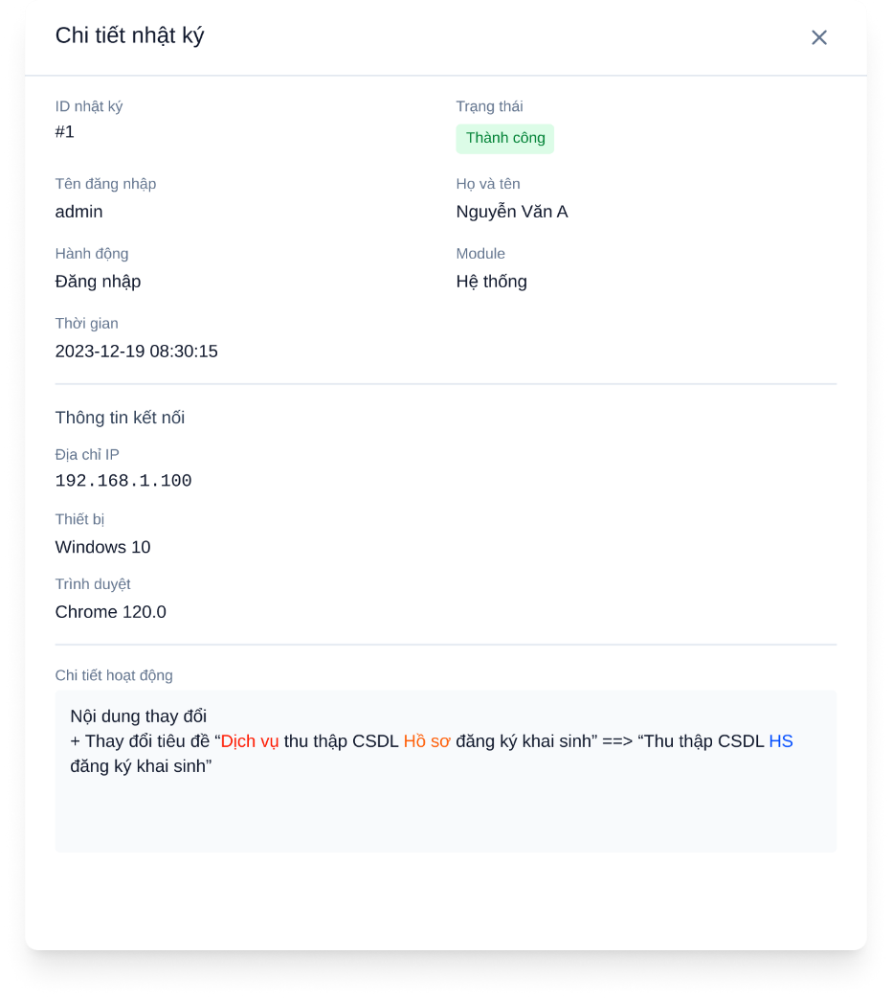 Chi tiết nhật ký
ID nhật ký
#1
Trạng thái
Thành công
Tên đăng nhập
admin
Họ và tên
Nguyễn Văn A
Hành động
Đăng nhập
Module
Hệ thống
Thời gian
2023-12-19 08:30:15
Thông tin kết nối
Địa chỉ IP
192.168.1.100
Thiết bị
Windows 10
Trình duyệt
Chrome 120.0
Chi tiết hoạt động
Nội dung thay đổi
+ Thay đổi tiêu đề “Dịch vụ thu thập CSDL Hồ sơ đăng ký khai sinh” ==> “Thu thập CSDL HS
đăng ký khai sinh”